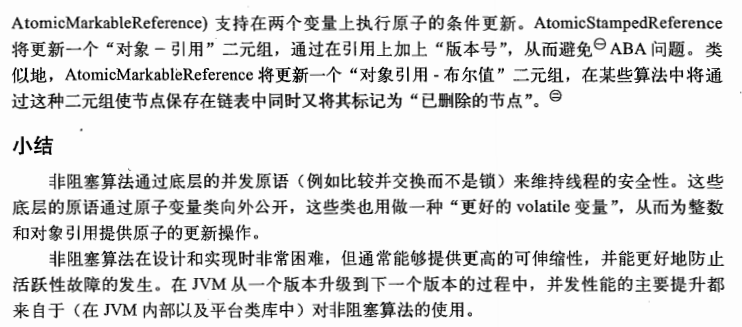 AtomicMarkableReference) 支持在两个变量上执行原子的条件更新。AtomicStampedReference
将更新一个“对象－引用”二元组，通过在引用上加上“版本号”，从而避免㊀ABA 问题。类
似地，AtomicMarkableReference 将更新一个“对象引用 - 布尔值”二元组，在某些算法中将通
过这种二元组使节点保存在链表中同时又将其标记为“已删除的节点”。㊁
小结
非阻塞算法通过底层的并发原语（例如比较并交换而不是锁）来维持线程的安全性。这些
底层的原语通过原子变量类向外公开，这些类也用做一种“更好的 volatile 变量”，从而为整数
和对象引用提供原子的更新操作。
非阻塞算法在设计和实现时非常困难，但通常能够提供更高的可伸缩性，并能更好地防止
活跃性故障的发生。在 JVM 从一个版本升级到下一个版本的过程中，并发性能的主要提升都
来自于（在 JVM 内部以及平台类库中）对非阻塞算法的使用。